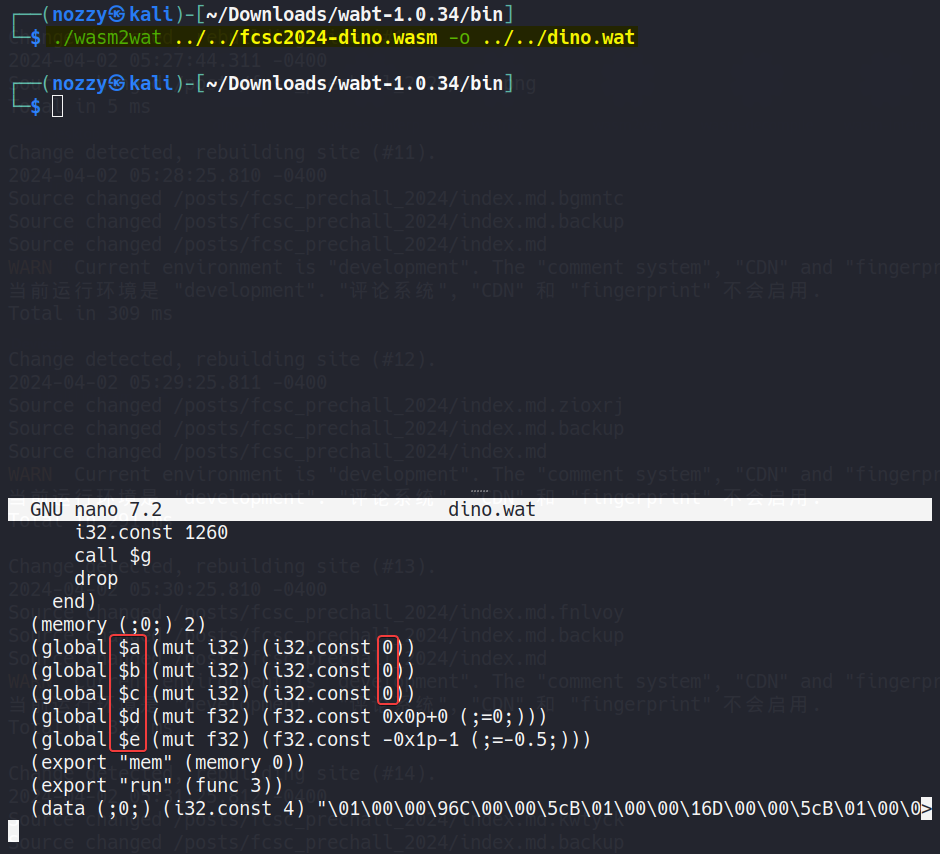 ┌──(nozzy㉿kali)-[~/Downloads/wabt-1.0.34/bin]
└─$ ./wasm2wat ../../fcsc2024-dino.wasm -o ../../dino.wat
2024-04-02 05:27:44.311 -0400
┌──(nozzy㉿kali)-[~/Downloads/wabt-1.0.34/bin]
└─$
in 5 ms
Change detected, rebuilding site (#11).
2024-04-02 05:28:25.810 -0400
Source changed /posts/fcsc_prechall_2024/index.md.bgmntc
Source changed /posts/fcsc_prechall_2024/index.md.backup
Source changed /posts/fcsc_prechall_2024/index.md
WARN  Current environment is "development". The "comment system", "CDN" and "fingerpr
当前运行环境是 "development". "评论系统", "CDN" 和 "fingerprint" 不会启用.
Total in 309 ms
Change detected, rebuilding site (#12).
2024-04-02 05:29:25.811 -0400
Source changed /posts/fcsc_prechall_2024/index.md.zioxrj
Source changed /posts/fcsc_prechall_2024/index.md.backup
Source changed /posts/fcsc_prechall_2024/index.md
WARN  Current environment is "development". The "comment system", "CDN" and "fingerpr
GNU nano 7.2 dino.wat
i32.const 1260
call $g
drop
end)
(memory (;0;) 2)
(global $a (mut i32) (i32.const 0))
(global $b (mut i32) (i32.const 0))
(global $c (mut i32) (i32.const 0))
(global $d (mut f32) (f32.const 0x0p+0 (;=0;)))
(global $e (mut f32) (f32.const -0x1p-1 (;=-0.5;)))
(export "mem" (memory 0))
(export "run" (func 3))
(data (;0;) (i32.const 4) "\01\00\00\96C\00\00\5cB\01\00\00\16D\00\00\5cB\01\00\0>